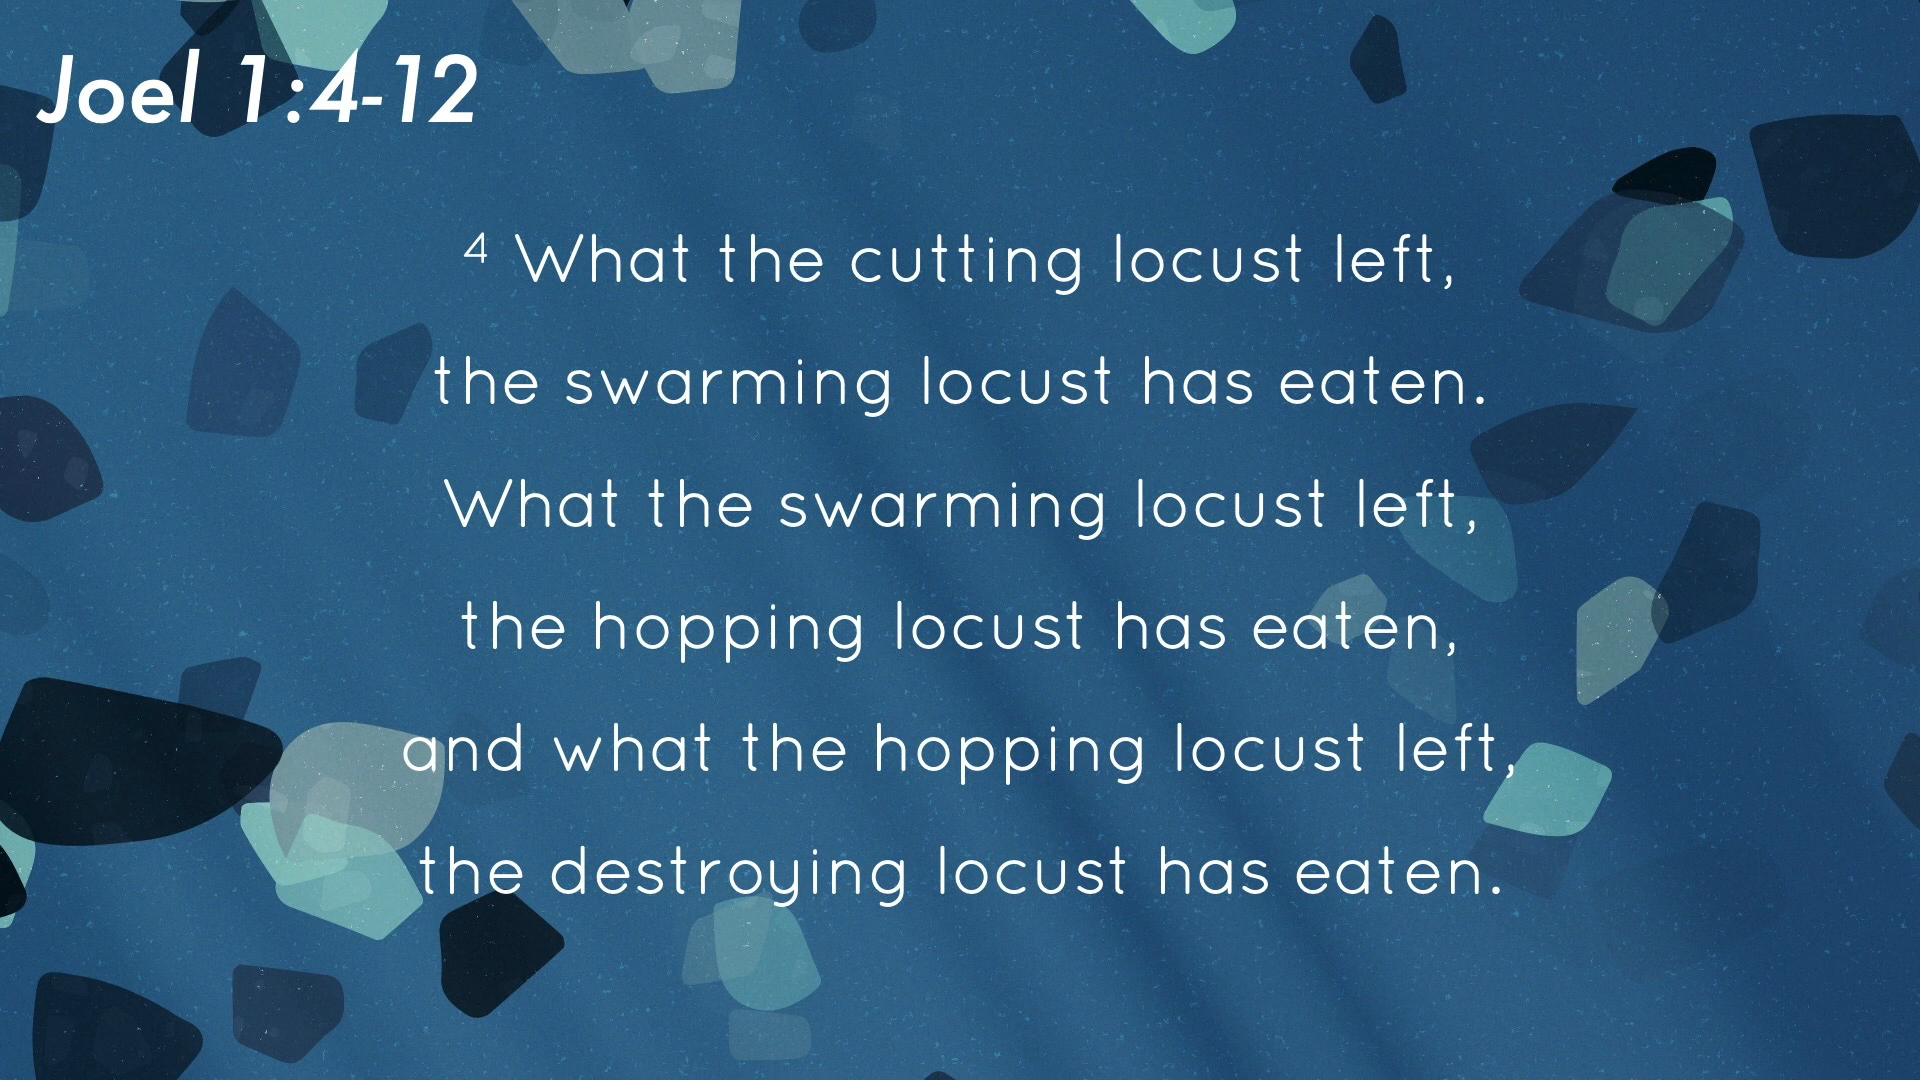 Joel 1:4-12
4 What the cutting locust left,
the swarming locust has eaten.
What the swarming locust left,
the hopping locust has eaten,
and what the hopping locust left,
the destroying locust has eaten.